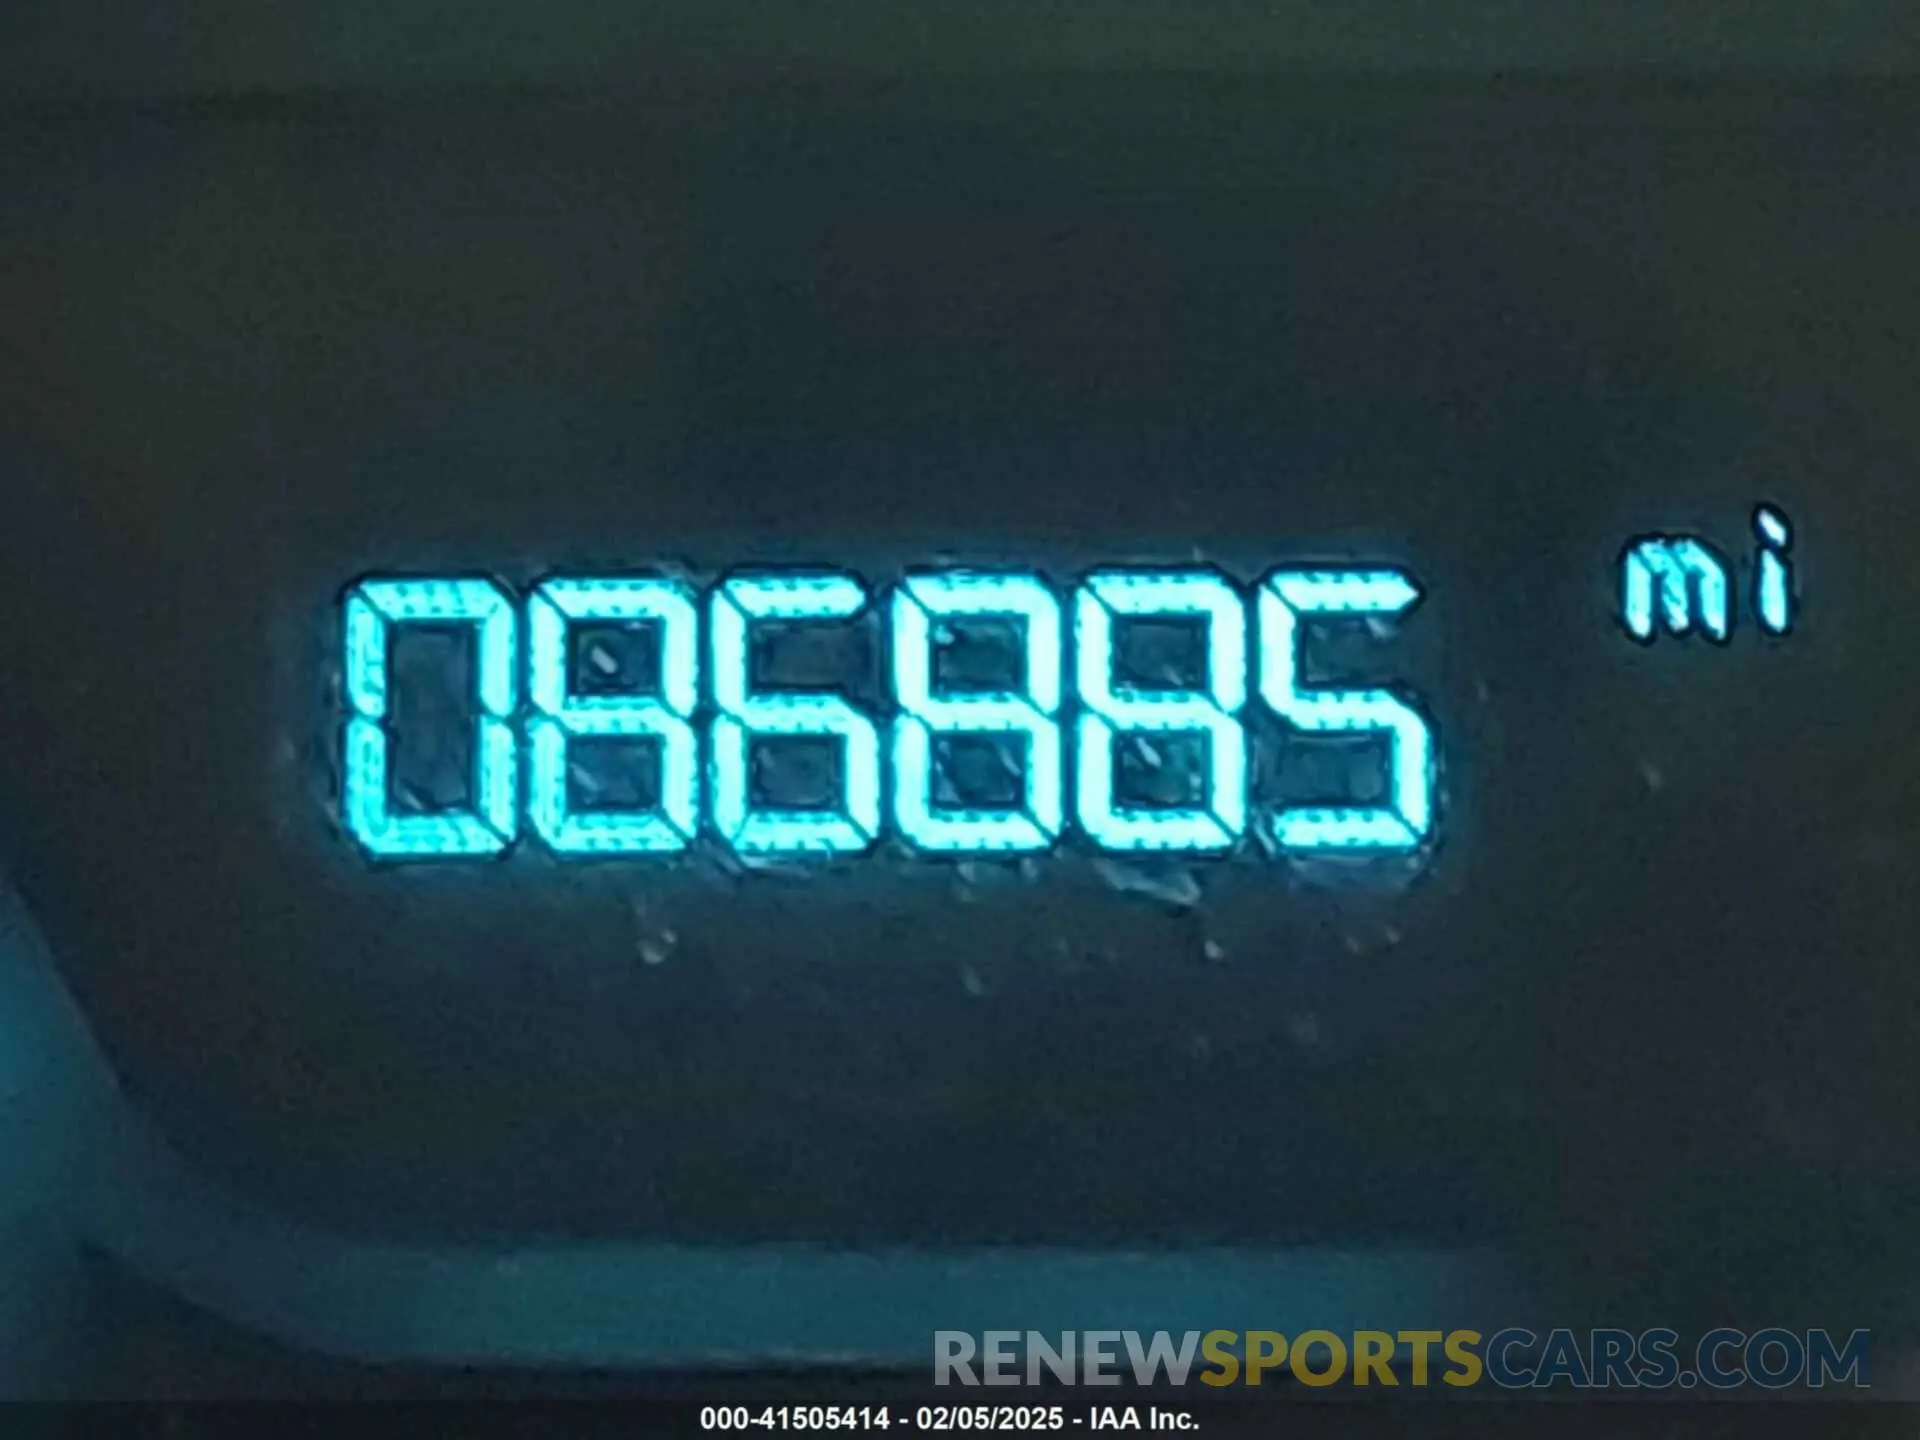 086885 mi
RENEWSPORTSCARS.COM
000-41505414 - 02/05/2025 - IAA Inc.